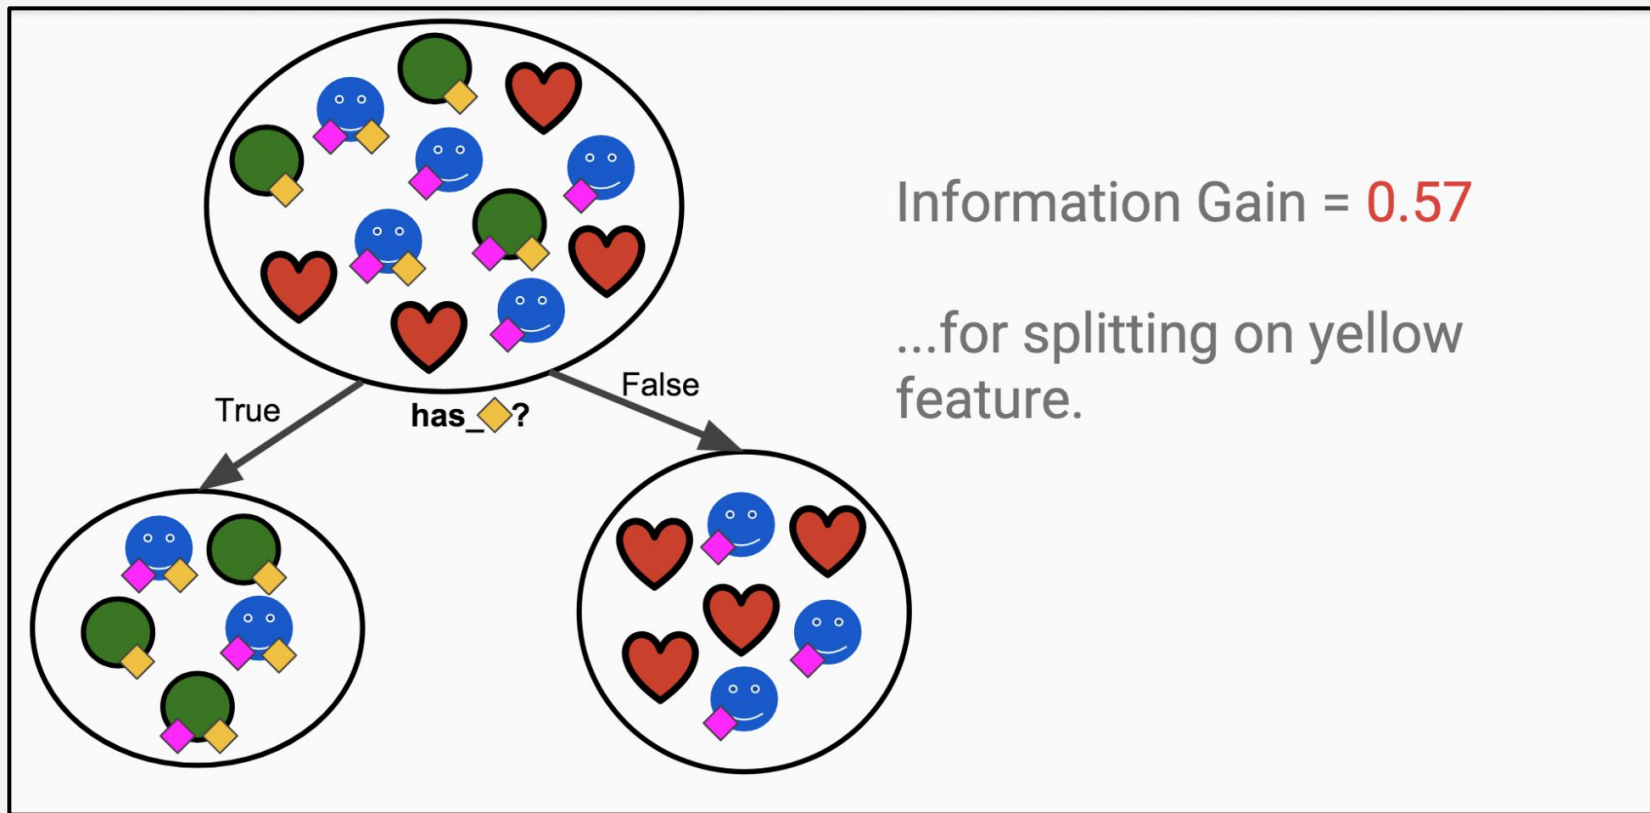 Information Gain = 0.57
...for splitting on yellow
feature.
True
has_?
False